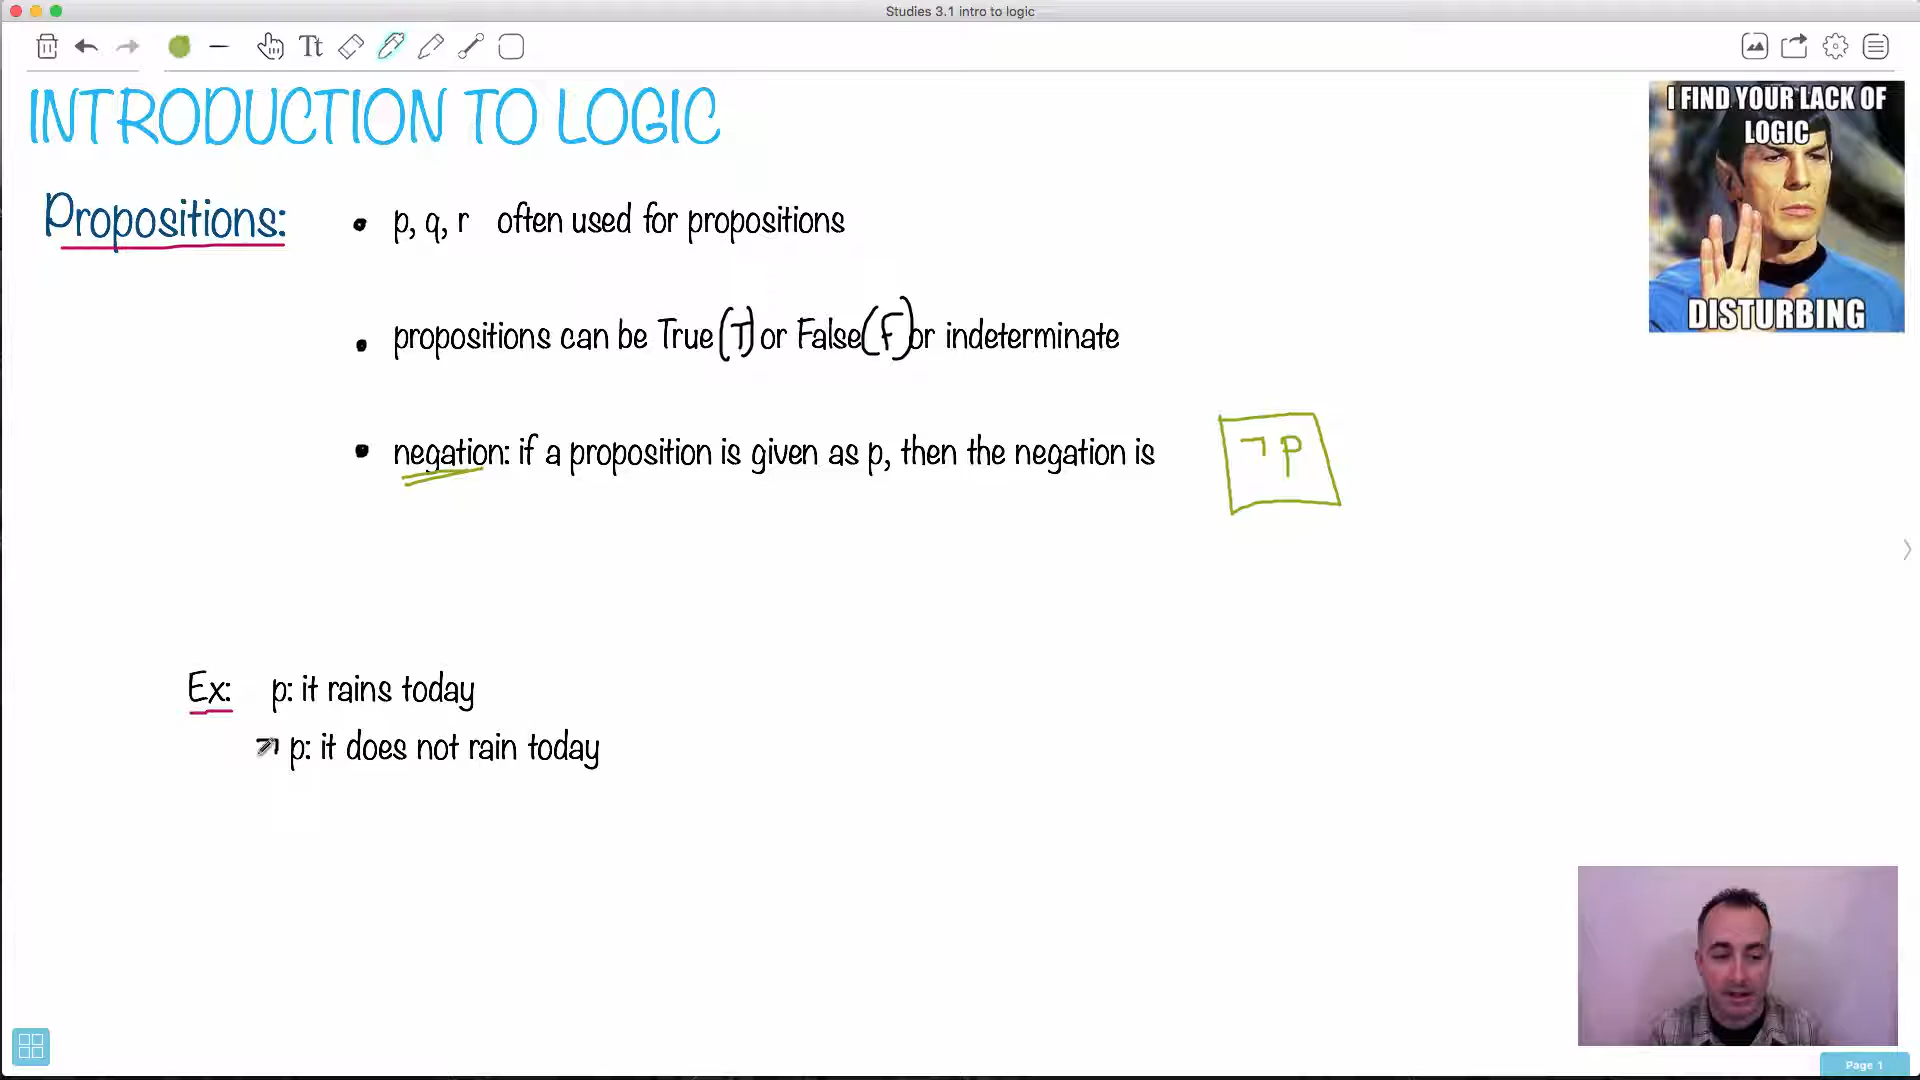 Studies 3.1 intro to logic
Tt
INTRODUCTION TO LOGIC
I FIND YOUR LACK OF
LOGIC
DISTURBING
Propositions:
• p, q, r often used for propositions
• propositions can be True (T) or False (F) or indeterminate
• negation: if a proposition is given as p, then the negation is ¬p
Ex: p: it rains today
¬ p: it does not rain today
Page 1